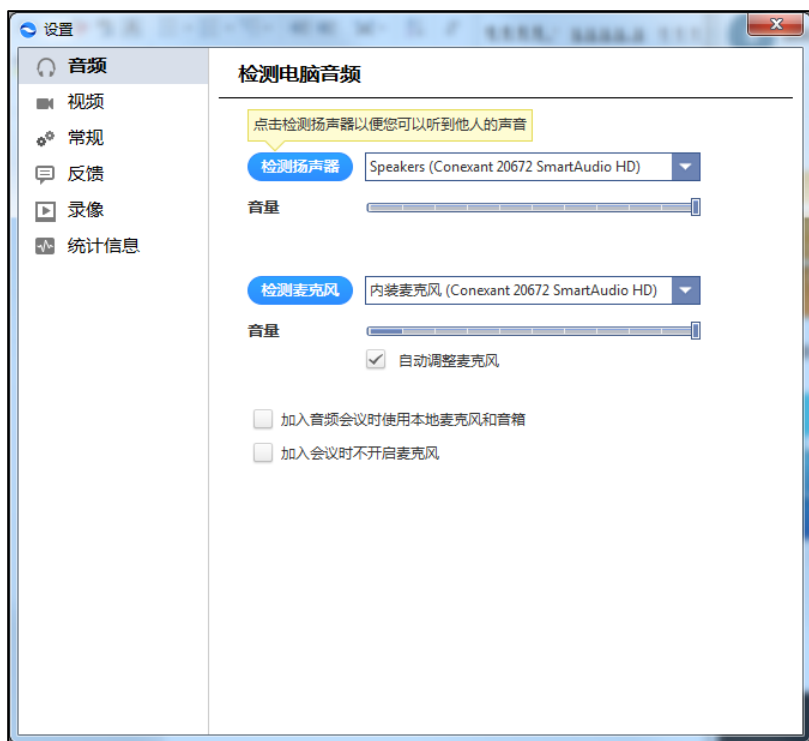 设置
音频
视频
常规
反馈
录像
统计信息
检测电脑音频
点击检测扬声器以便您可以听到他人的声音
检测扬声器 Speakers (Conexant 20672 SmartAudio HD)
音量
检测麦克风 内装麦克风 (Conexant 20672 SmartAudio HD)
音量
自动调整麦克风
加入音频会议时使用本地麦克风和音箱
加入会议时不开启麦克风